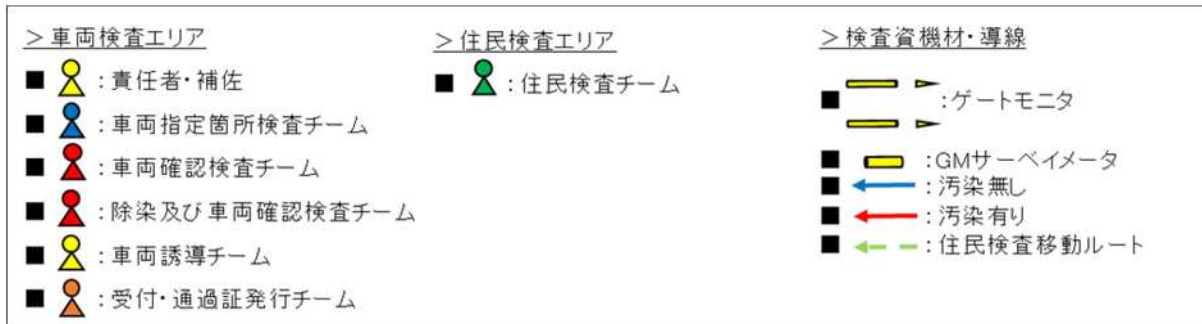 ＞車両検査エリア
■ ：責任者・補佐
■ ：車両指定箇所検査チーム
■ ：車両確認検査チーム
■ ：除染及び車両確認検査チーム
■ ：車両誘導チーム
■ ：受付・通過証発行チーム
＞住民検査エリア
■ ：住民検査チーム
＞検査資機材・導線
■ ：ゲートモニタ
■ ：GMサーベイメータ
■ ：汚染無し
■ ：汚染有り
■ ：住民検査移動ルート